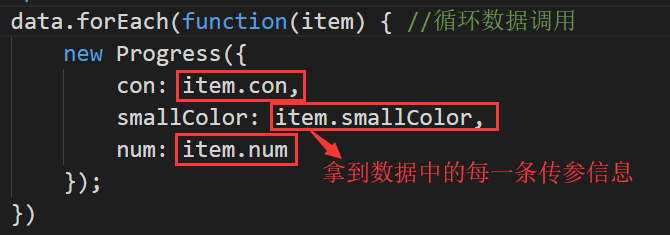 data.forEach(function(item) { //循环数据调用
new Progress({
con: item.con,
smallColor: item.smallColor,
num: item.num
拿到数据中的每一条传参信息
});
})